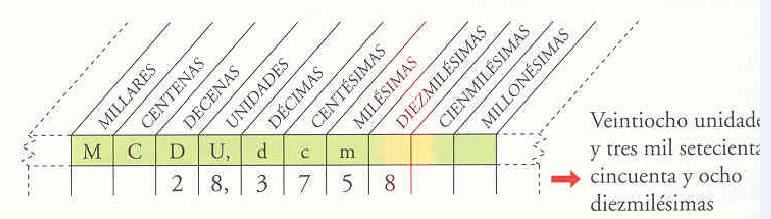 MILLARES
CENTENAS
DECENAS
UNIDADES
DÉCIMAS
CENTÉSIMAS
MILÉSIMAS
DIEZMILÉSIMAS
CIENMILÉSIMAS
MILLONÉSIMAS
M C D U, d c m
2 8, 3 7 5 8
Veintiocho unidade
y tres mil setecienta
cincuenta y ocho
diezmilésimas